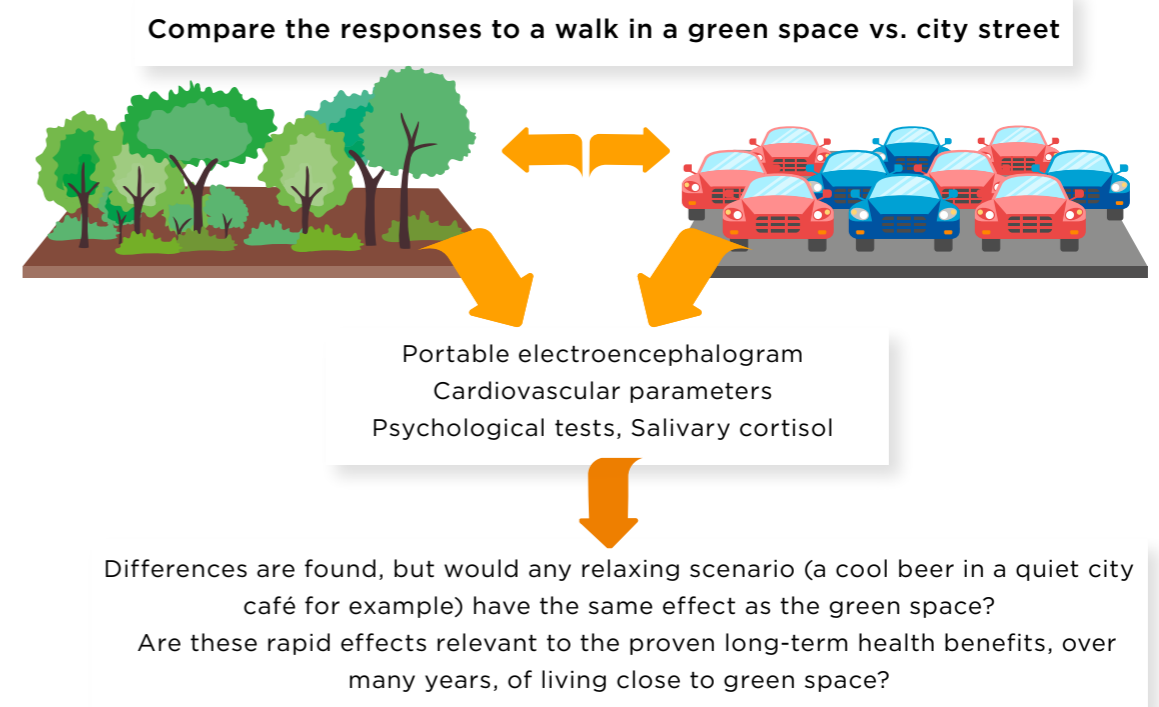 Compare the responses to a walk in a green space vs. city street
Portable electroencephalogram
Cardiovascular parameters
Psychological tests, Salivary cortisol
Differences are found, but would any relaxing scenario (a cool beer in a quiet city
café for example) have the same effect as the green space?
Are these rapid effects relevant to the proven long-term health benefits, over
many years, of living close to green space?